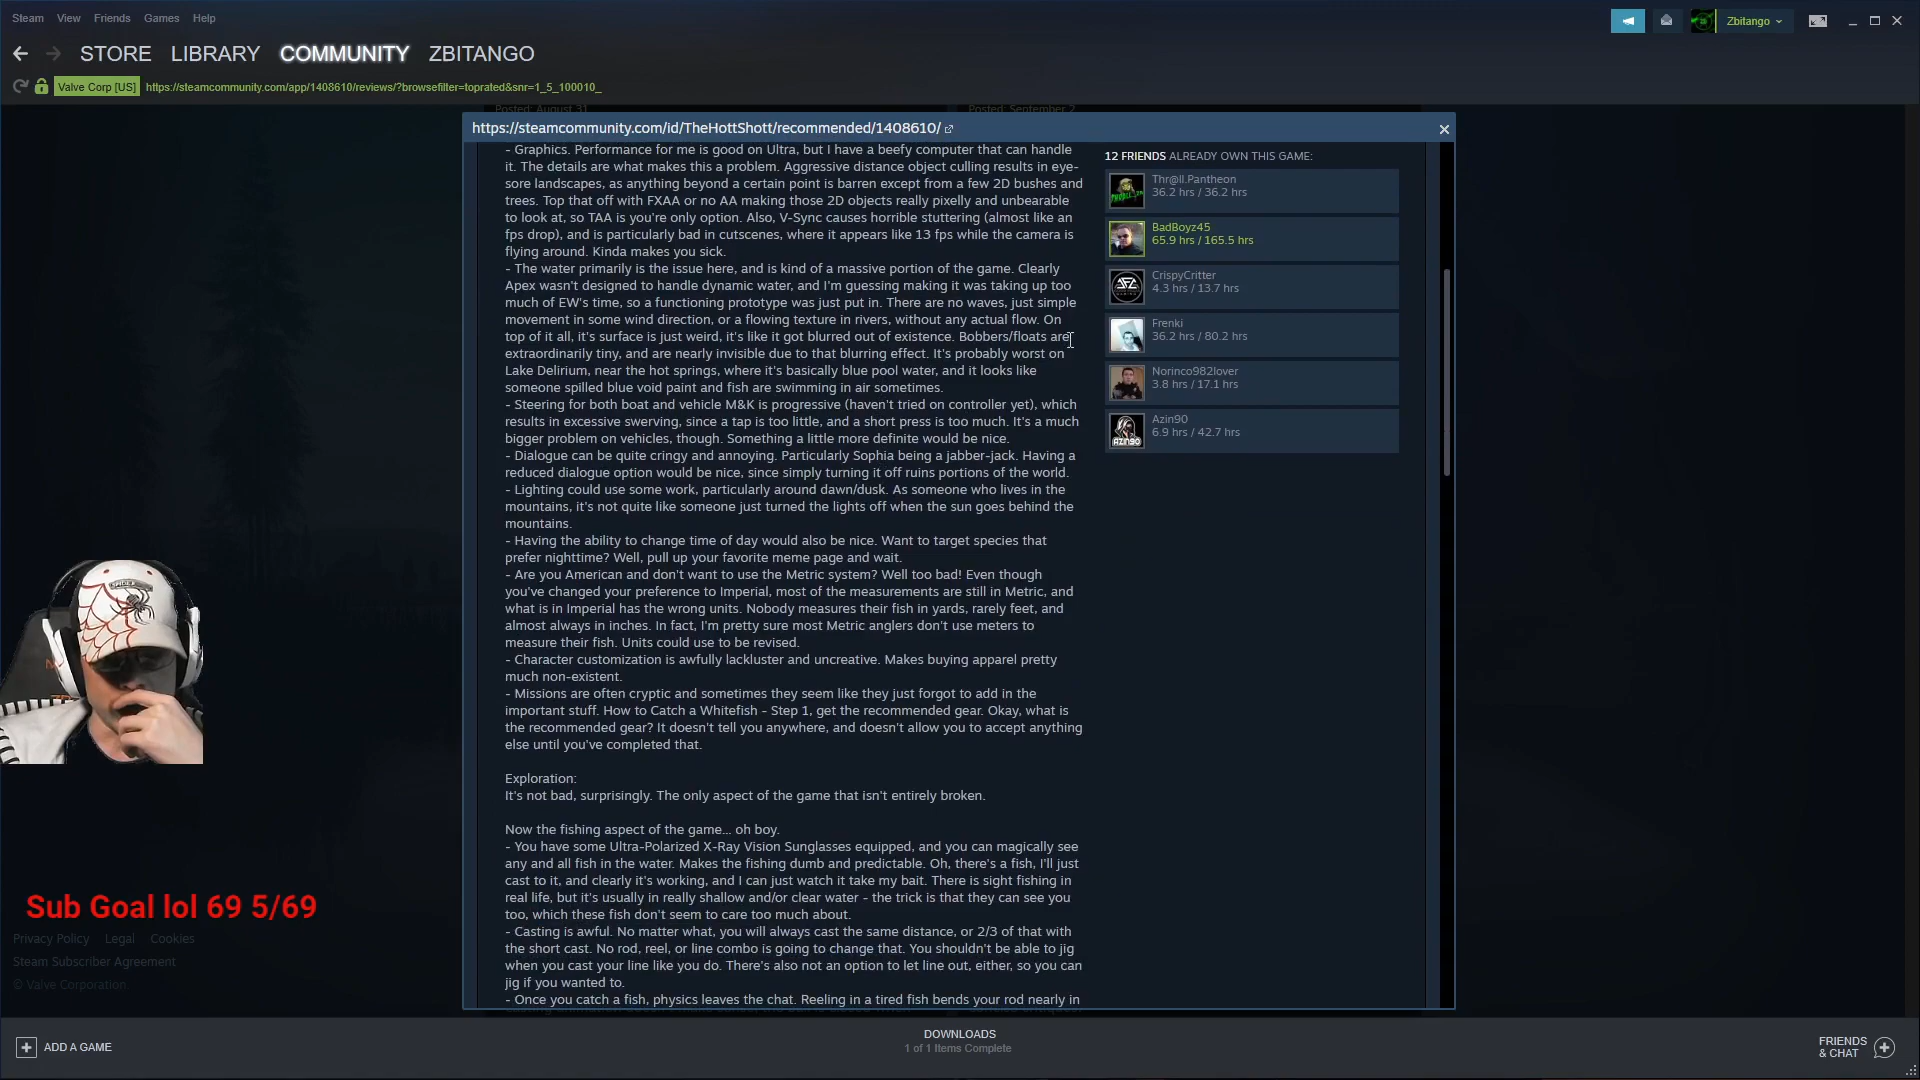 Steam View Friends Games Help
Zbitango
STORE LIBRARY COMMUNITY ZBITANGO
Valve Corp [US] https://steamcommunity.com/app/1408610/reviews/?browsefilter=toprated&snr=1_5_100010_
Posted: August 31 Posted: September 2
https://steamcommunity.com/id/TheHottShott/recommended/1408610/
- Graphics. Performance for me is good on Ultra, but I have a beefy computer that can handle
it. The details are what makes this a problem. Aggressive distance object culling results in eye-
sore landscapes, as anything beyond a certain point is barren except from a few 2D bushes and
trees. Top that off with FXAA or no AA making those 2D objects really pixelly and unbearable
to look at, so TAA is you're only option. Also, V-Sync causes horrible stuttering (almost like an
fps drop), and is particularly bad in cutscenes, where it appears like 13 fps while the camera is
flying around. Kinda makes you sick.
- The water primarily is the issue here, and is kind of a massive portion of the game. Clearly
Apex wasn't designed to handle dynamic water, and I'm guessing making it was taking up too
much of EW's time, so a functioning prototype was just put in. There are no waves, just simple
movement in some wind direction, or a flowing texture in rivers, without any actual flow. On
top of it all, it's surface is just weird, it's like it got blurred out of existence. Bobbers/floats are
extraordinarily tiny, and are nearly invisible due to that blurring effect. It's probably worst on
Lake Delirium, near the hot springs, where it's basically blue pool water, and it looks like
someone spilled blue void paint and fish are swimming in air sometimes.
- Steering for both boat and vehicle M&K is progressive (haven't tried on controller yet), which
results in excessive swerving, since a tap is too little, and a short press is too much. It's a much
bigger problem on vehicles, though. Something a little more definite would be nice.
- Dialogue can be quite cringy and annoying. Particularly Sophia being a jabber-jack. Having a
reduced dialogue option would be nice, since simply turning it off ruins portions of the world.
- Lighting could use some work, particularly around dawn/dusk. As someone who lives in the
mountains, it's not quite like someone just turned the lights off when the sun goes behind the
mountains.
- Having the ability to change time of day would also be nice. Want to target species that
prefer nighttime? Well, pull up your favorite meme page and wait.
- Are you American and don't want to use the Metric system? Well too bad! Even though
you've changed your preference to Imperial, most of the measurements are still in Metric, and
what is in Imperial has the wrong units. Nobody measures their fish in yards, rarely feet, and
almost always in inches. In fact, I'm pretty sure most Metric anglers don't use meters to
measure their fish. Units could use to be revised.
- Character customization is awfully lackluster and uncreative. Makes buying apparel pretty
much non-existent.
- Missions are often cryptic and sometimes they seem like they just forgot to add in the
important stuff. How to Catch a Whitefish - Step 1, get the recommended gear. Okay, what is
the recommended gear? It doesn't tell you anywhere, and doesn't allow you to accept anything
else until you've completed that.
Exploration:
It's not bad, surprisingly. The only aspect of the game that isn't entirely broken.
Now the fishing aspect of the game... oh boy.
- You have some Ultra-Polarized X-Ray Vision Sunglasses equipped, and you can magically see
any and all fish in the water. Makes the fishing dumb and predictable. Oh, there's a fish, I'll just
cast to it, and clearly it's working, and I can just watch it take my bait. There is sight fishing in
real life, but it's usually in really shallow and/or clear water - the trick is that they can see you
too, which these fish don't seem to care too much about.
- Casting is awful. No matter what, you will always cast the same distance, or 2/3 of that with
the short cast. No rod, reel, or line combo is going to change that. You shouldn't be able to jig
when you cast your line like you do. There's also not an option to let line out, either, so you can
jig if you wanted to.
- Once you catch a fish, physics leaves the chat. Reeling in a tired fish bends your rod nearly in
12 FRIENDS ALREADY OWN THIS GAME:
Thr@ll.Pantheon
36.2 hrs / 36.2 hrs
BadBoyz45
65.9 hrs / 165.5 hrs
CrispyCritter
4.3 hrs / 13.7 hrs
Frenki
36.2 hrs / 80.2 hrs
Norinco982lover
3.8 hrs / 17.1 hrs
Azin90
6.9 hrs / 42.7 hrs
AZIN90
Sub Goal lol 69 5/69
Privacy Policy Legal Cookies
Steam Subscriber Agreement
© Valve Corporation
ADD A GAME
DOWNLOADS
1 of 1 Items Complete
FRIENDS
& CHAT